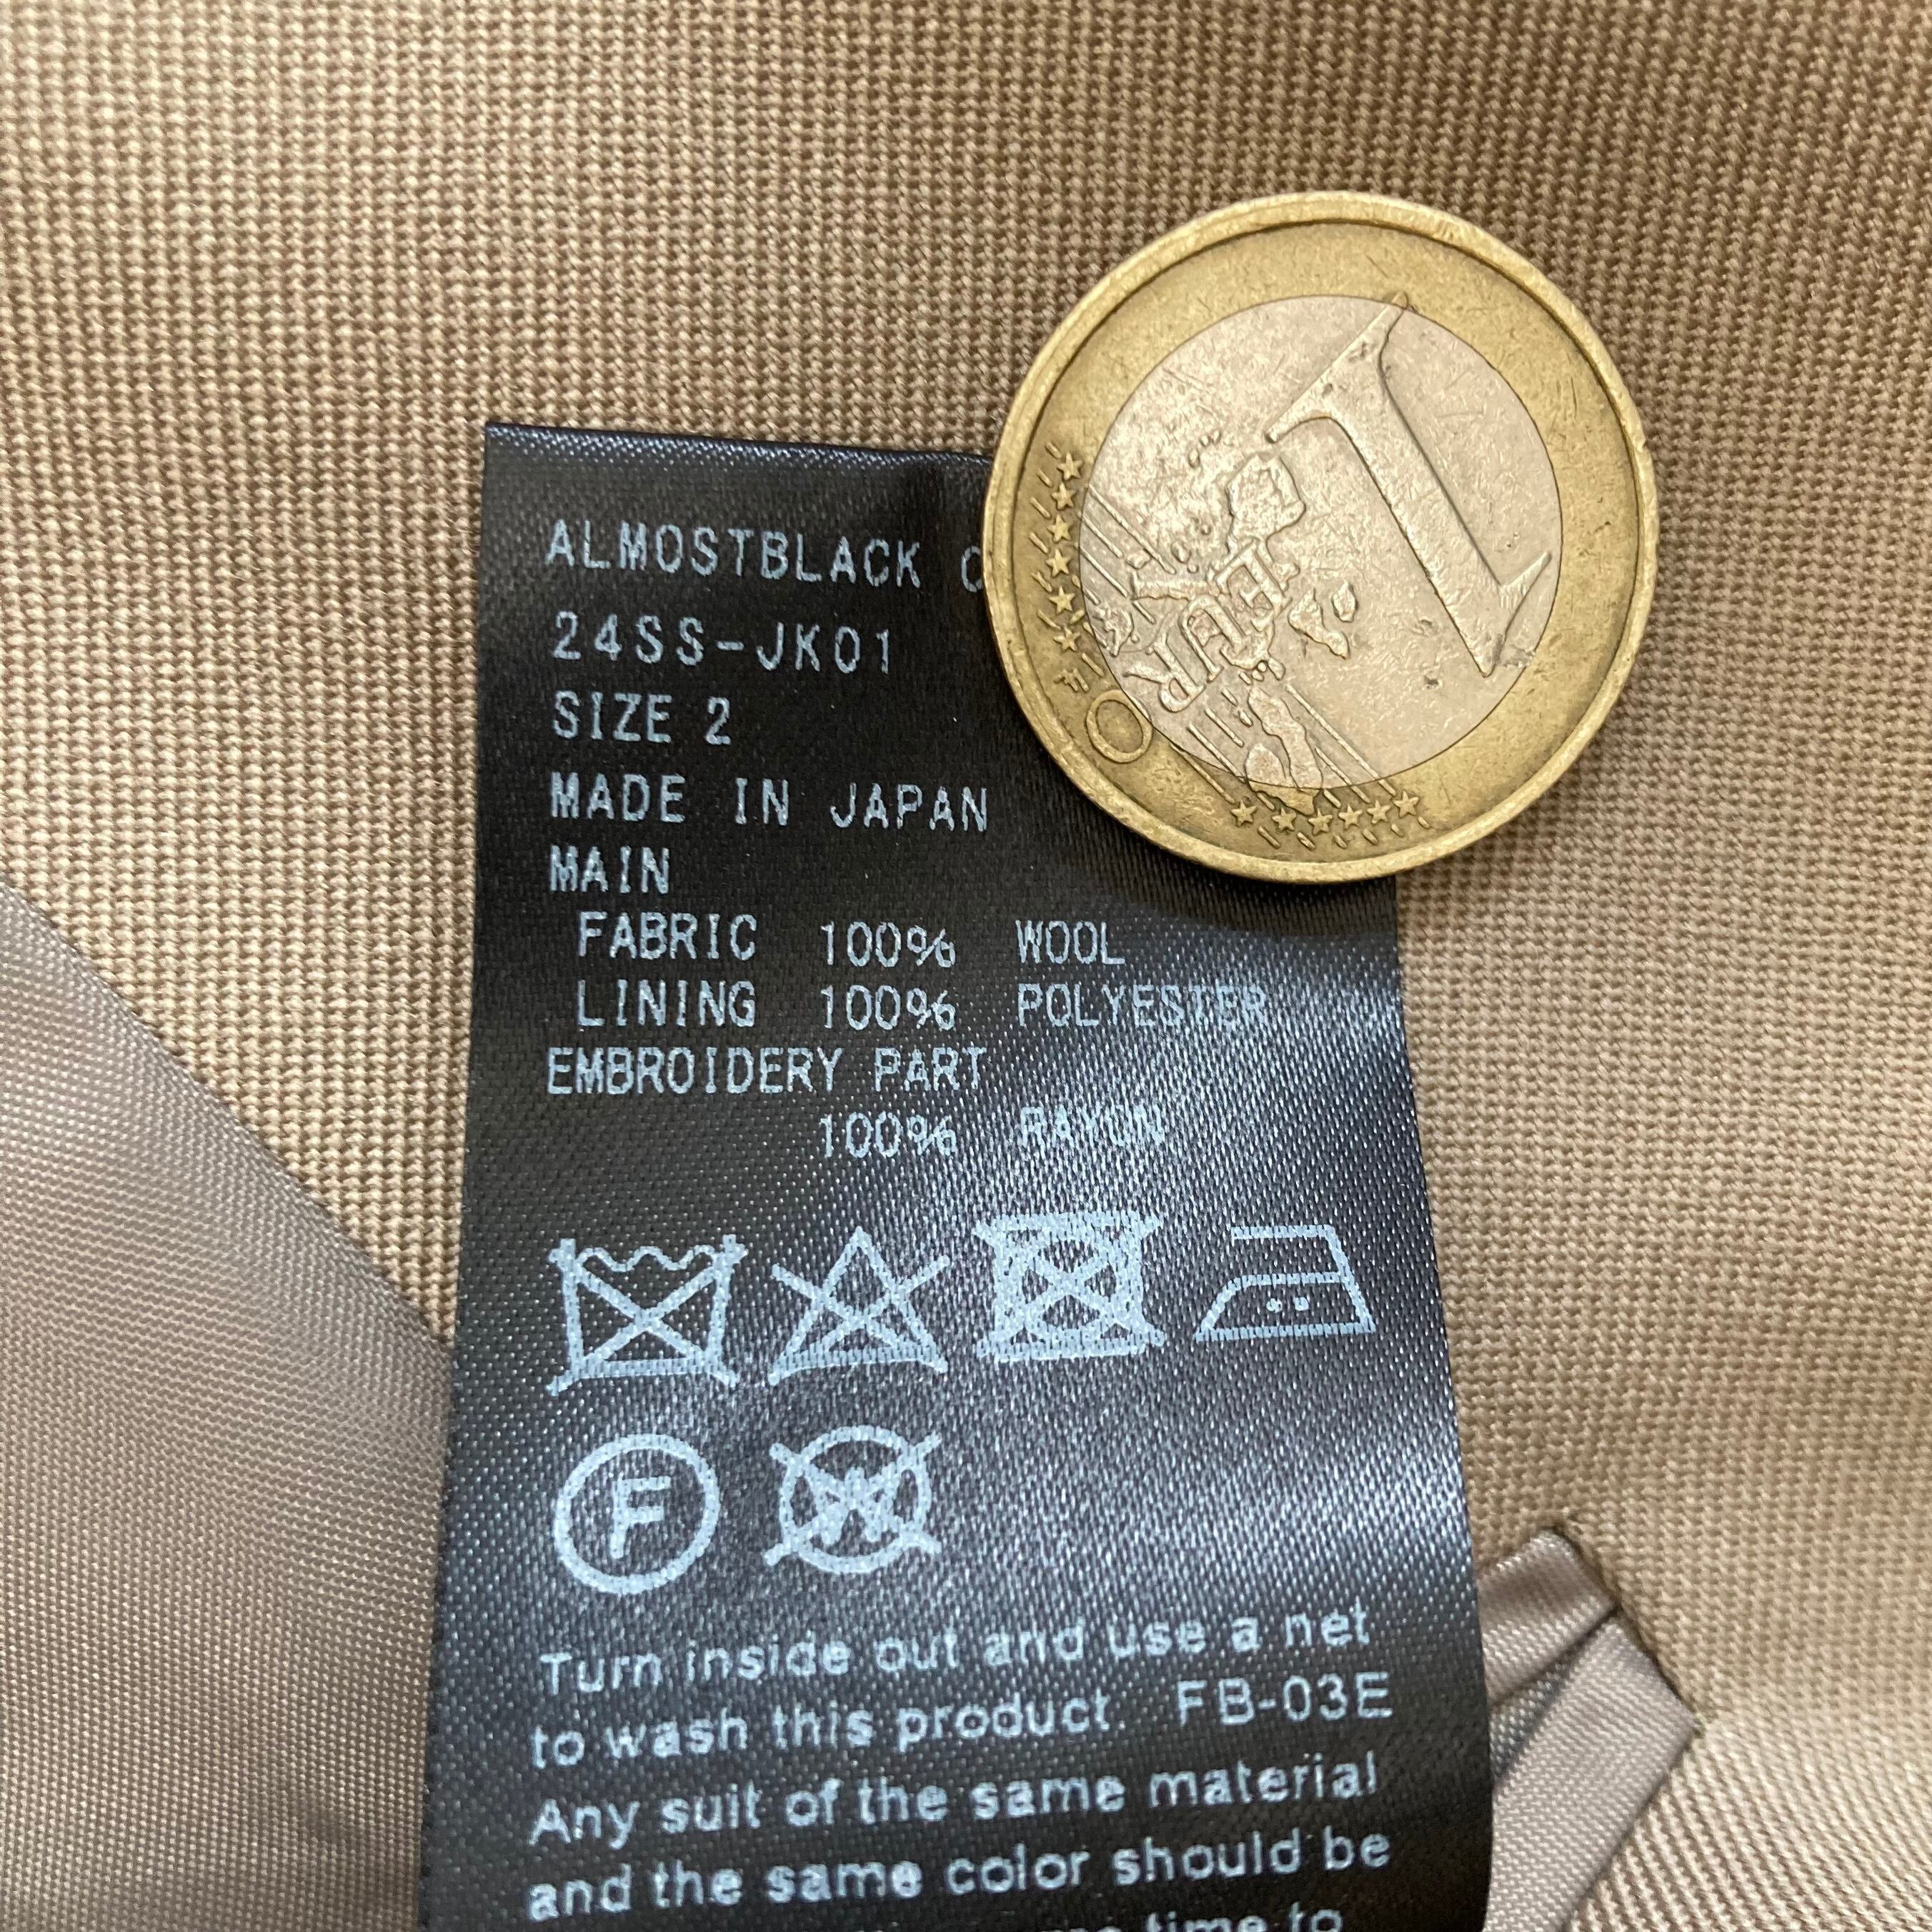 ALMOSTBLACK
24SS-JK01
SIZE 2
MADE IN JAPAN
MAIN
FABRIC 100% WOOL
LINING 100% POLYESTER
EMBROIDERY PART
100% RAYON
F
W
Turn inside out and use a net
to wash this product. FB-03E
Any suit of the same material
and the same color should be
time to
1
EURO